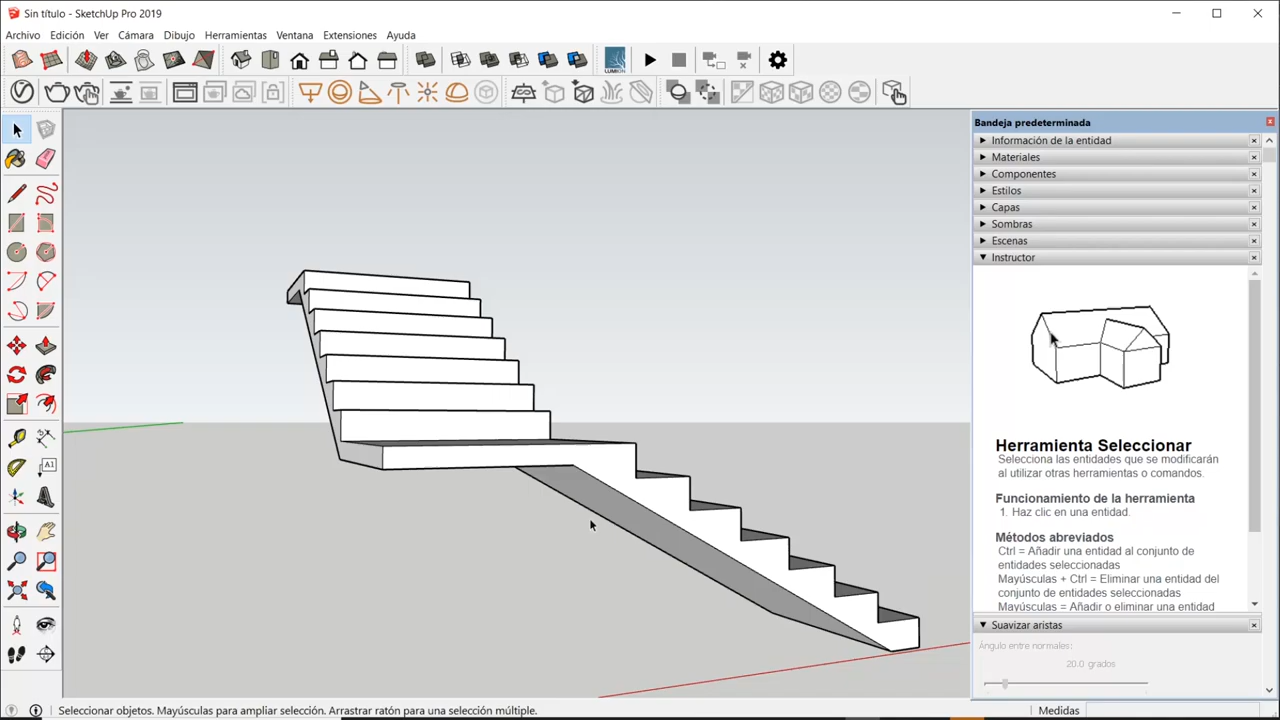 Sin título - SketchUp Pro 2019
Archivo Edición Ver Cámara Dibujo Herramientas Ventana Extensiones Ayuda
LUMION
Bandeja predeterminada
Información de la entidad
Materiales
Componentes
Estilos
Capas
Sombras
Escenas
Instructor
A1
Herramienta Seleccionar
Selecciona las entidades que se modificarán
al utilizar otras herramientas o comandos.
Funcionamiento de la herramienta
1. Haz clic en una entidad.
Métodos abreviados
Ctrl = Añadir una entidad al conjunto de
entidades seleccionadas
Mayúsculas + Ctrl = Eliminar una entidad del
conjunto de entidades seleccionadas
Mayúsculas = Añadir o eliminar una entidad
Suavizar aristas
Ángulo entre normales:
20.0 grados
Seleccionar objetos. Mayúsculas para ampliar selección. Arrastrar ratón para una selección múltiple.
Medidas